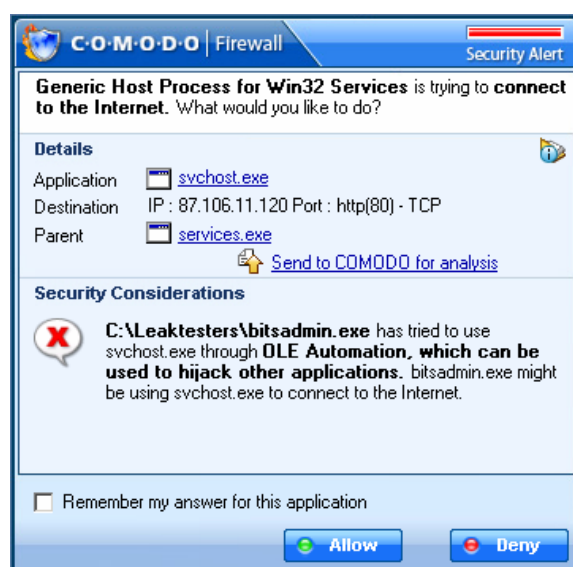 C·O·M·O·D·O | Firewall
Security Alert
Generic Host Process for Win32 Services is trying to connect
to the Internet. What would you like to do?
Details
Application svchost.exe
Destination IP : 87.106.11.120 Port : http(80) - TCP
Parent services.exe
Send to COMODO for analysis
Security Considerations
C:\Leaktesters\bitsadmin.exe has tried to use
svchost.exe through OLE Automation, which can be
used to hijack other applications. bitsadmin.exe might
be using svchost.exe to connect to the Internet.
Remember my answer for this application
Allow Deny